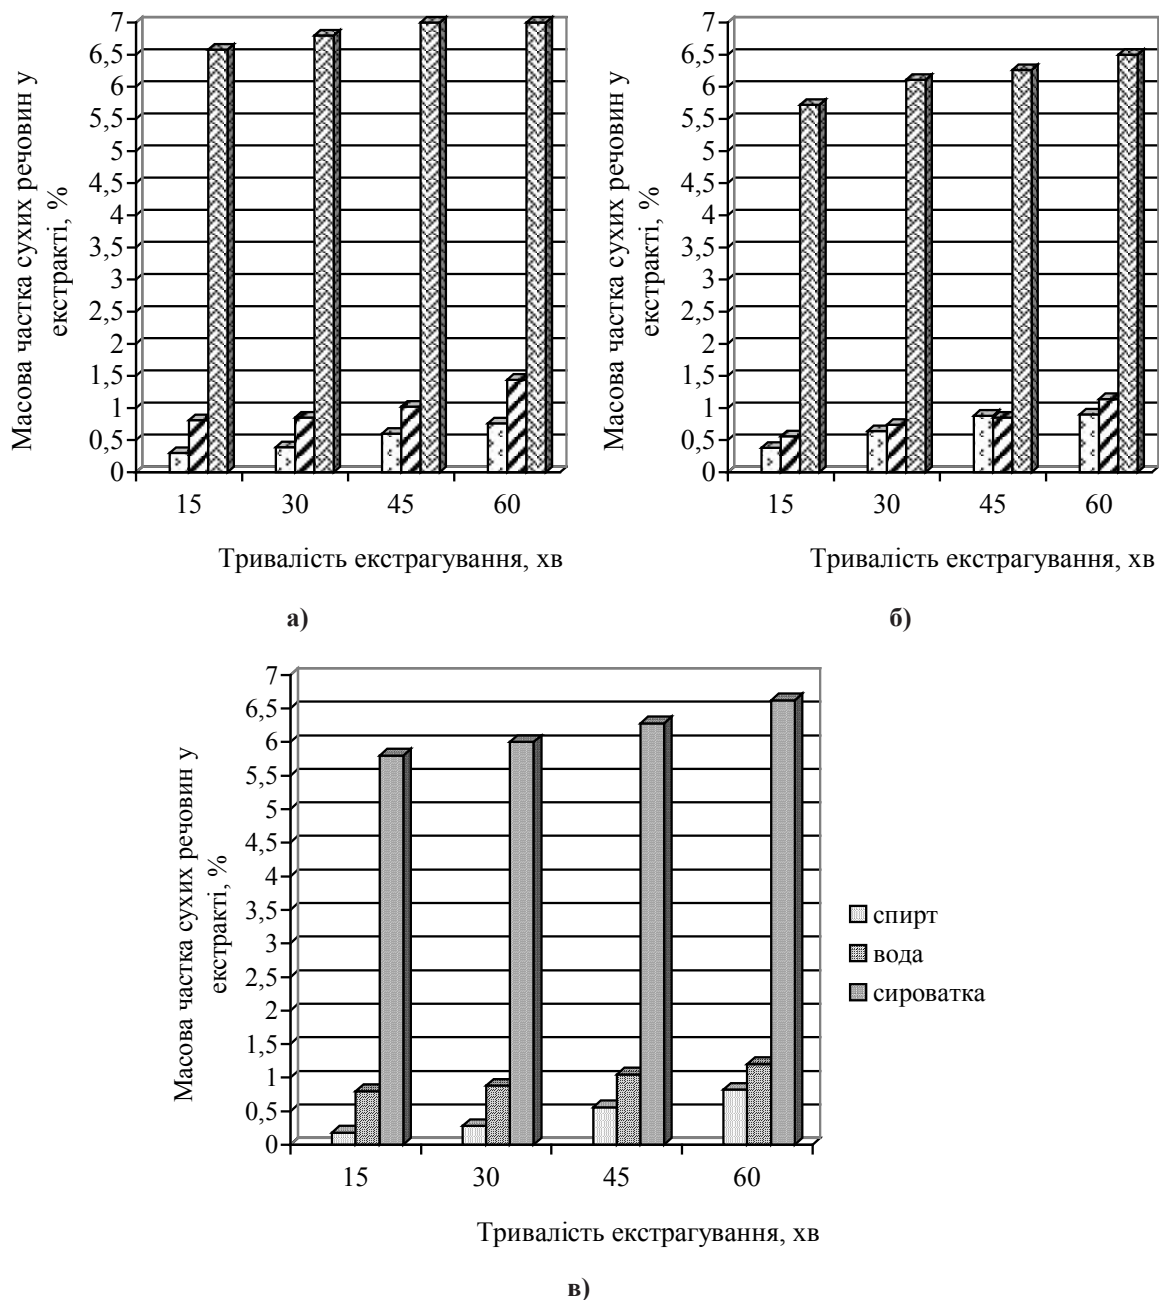 Масова частка сухих речовин у
екстракті, %
7
6,5
6
5,5
5
4,5
4
3,5
3
2,5
2
1,5
1
0,5
0
15 30 45 60
Тривалість екстрагування, хв
а)
Масова частка сухих речовин у
екстракті, %
7
6,5
6
5,5
5
4,5
4
3,5
3
2,5
2
1,5
1
0,5
0
15 30 45 60
Тривалість екстрагування, хв
б)
Масова частка сухих речовин у
екстракті, %
7
6,5
6
5,5
5
4,5
4
3,5
3
2,5
2
1,5
1
0,5
0
15 30 45 60
Тривалість екстрагування, хв
спирт
вода
сироватка
в)